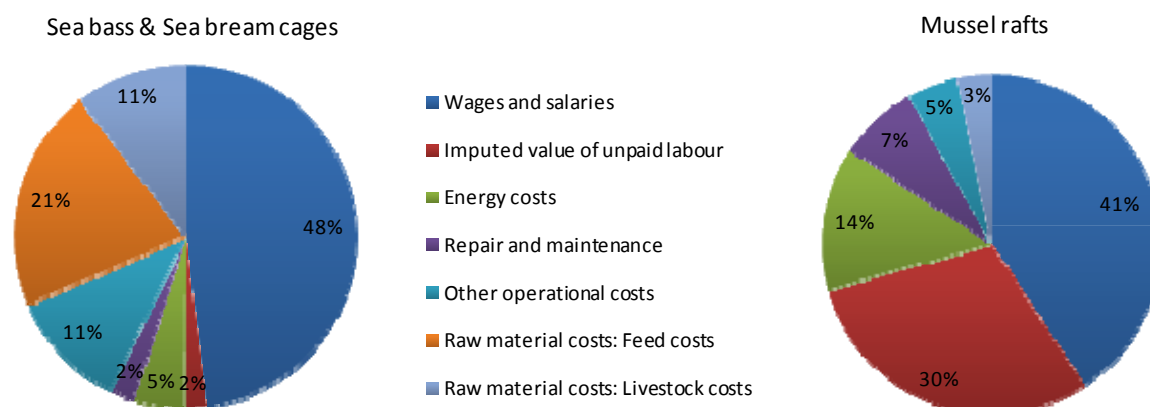 Sea bass & Sea bream cages
11%
21%
48%
11%
2%
5%
2%
Wages and salaries
Imputed value of unpaid labour
Energy costs
Repair and maintenance
Other operational costs
Raw material costs: Feed costs
Raw material costs: Livestock costs
Mussel rafts
5%
3%
7%
41%
14%
30%